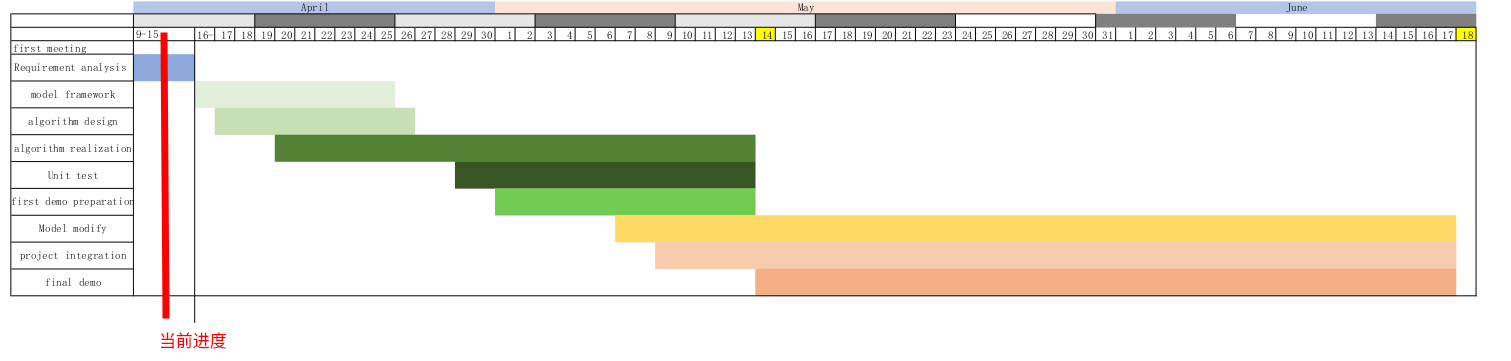 April May June
9-15 16- 17 18 19 20 21 22 23 24 25 26 27 28 29 30 1 2 3 4 5 6 7 8 9 10 11 12 13 14 15 16 17 18 19 20 21 22 23 24 25 26 27 28 29 30 31 1 2 3 4 5 6 7 8 9 10 11 12 13 14 15 16 17 18
first meeting
Requirement analysis
model framework
algorithm design
algorithm realization
Unit test
first demo preparation
Model modify
project integration
final demo
当前进度